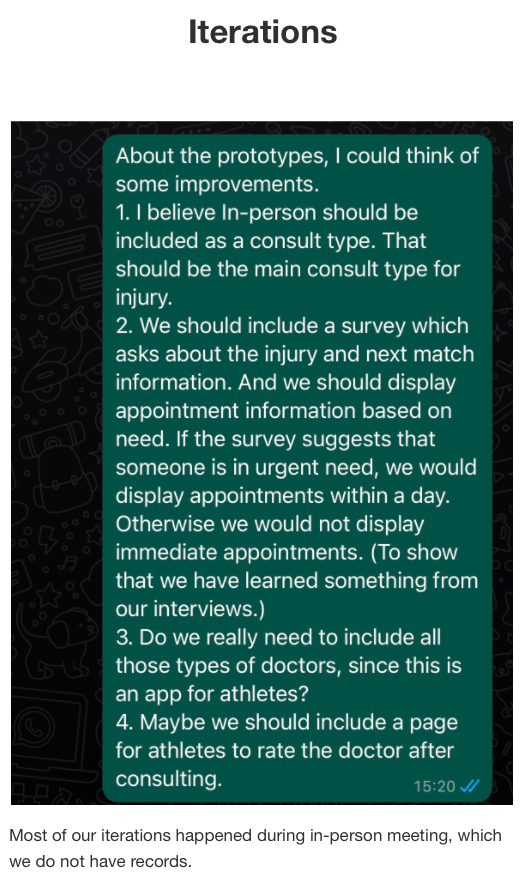 Iterations
About the prototypes, I could think of
some improvements.
1. I believe In-person should be
included as a consult type. That
should be the main consult type for
injury.
2. We should include a survey which
asks about the injury and next match
information. And we should display
appointment information based on
need. If the survey suggests that
someone is in urgent need, we would
display appointments within a day.
Otherwise we would not display
immediate appointments. (To show
that we have learned something from
our interviews.)
3. Do we really need to include all
those types of doctors, since this is
an app for athletes?
4. Maybe we should include a page
for athletes to rate the doctor after
consulting.
15:20
Most of our iterations happened during in-person meeting, which
we do not have records.